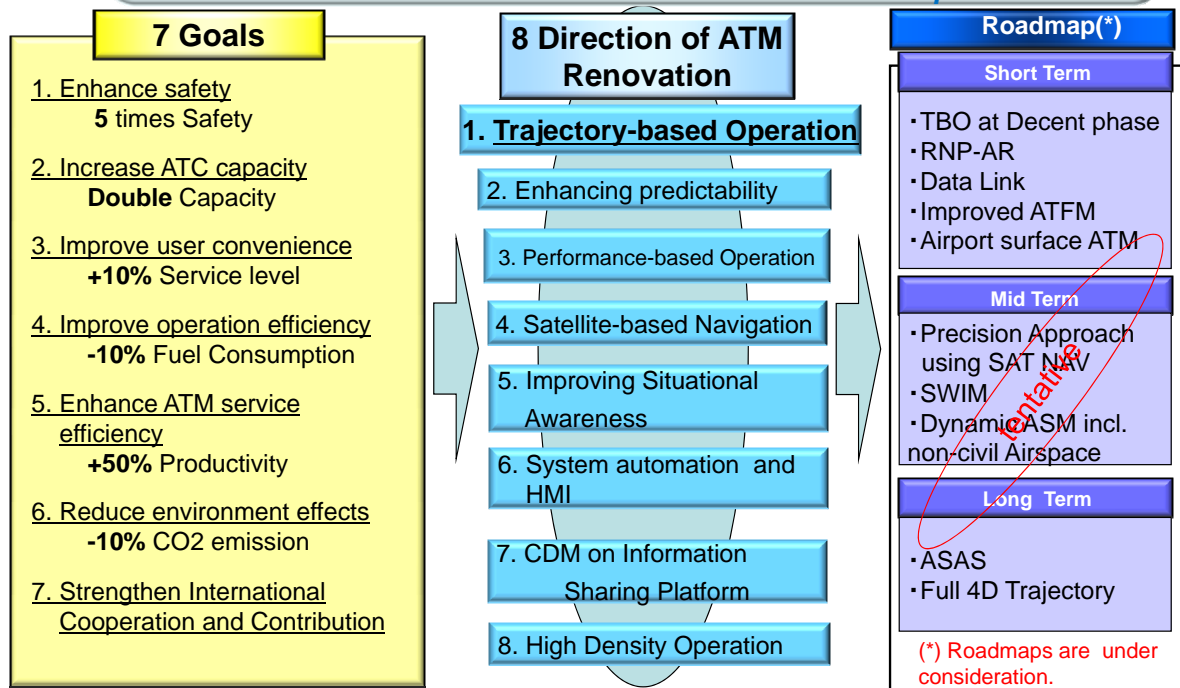 7 Goals
1. Enhance safety
5 times Safety
2. Increase ATC capacity
Double Capacity
3. Improve user convenience
+10% Service level
4. Improve operation efficiency
-10% Fuel Consumption
5. Enhance ATM service
efficiency
+50% Productivity
6. Reduce environment effects
-10% CO2 emission
7. Strengthen International
Cooperation and Contribution
8 Direction of ATM
Renovation
1. Trajectory-based Operation
2. Enhancing predictability
3. Performance-based Operation
4. Satellite-based Navigation
5. Improving Situational
Awareness
6. System automation and
HMI
7. CDM on Information
Sharing Platform
8. High Density Operation
Roadmap(*)
Short Term
・TBO at Decent phase
・RNP-AR
・Data Link
・Improved ATFM
・Airport surface ATM
Mid Term
・Precision Approach
using SAT NAV
・SWIM
・Dynamic ASM incl.
non-civil Airspace
tentative
Long Term
・ASAS
・Full 4D Trajectory
(*) Roadmaps are under
consideration.